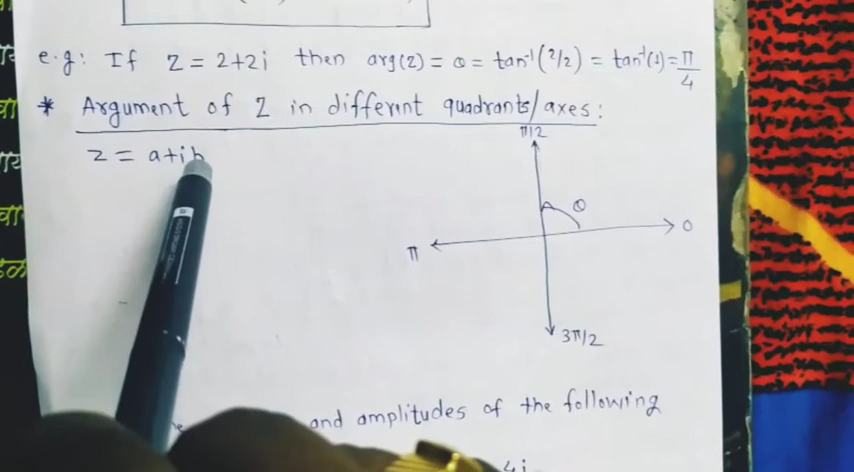 e.g: If Z = 2+2i then arg(z) = θ = tan⁻¹(2/2) = tan⁻¹(1) = π/4
* Argument of Z in different quadrants/axes:
π/2
z = a+ib
θ
0
π
3π/2
and amplitudes of the following
4i